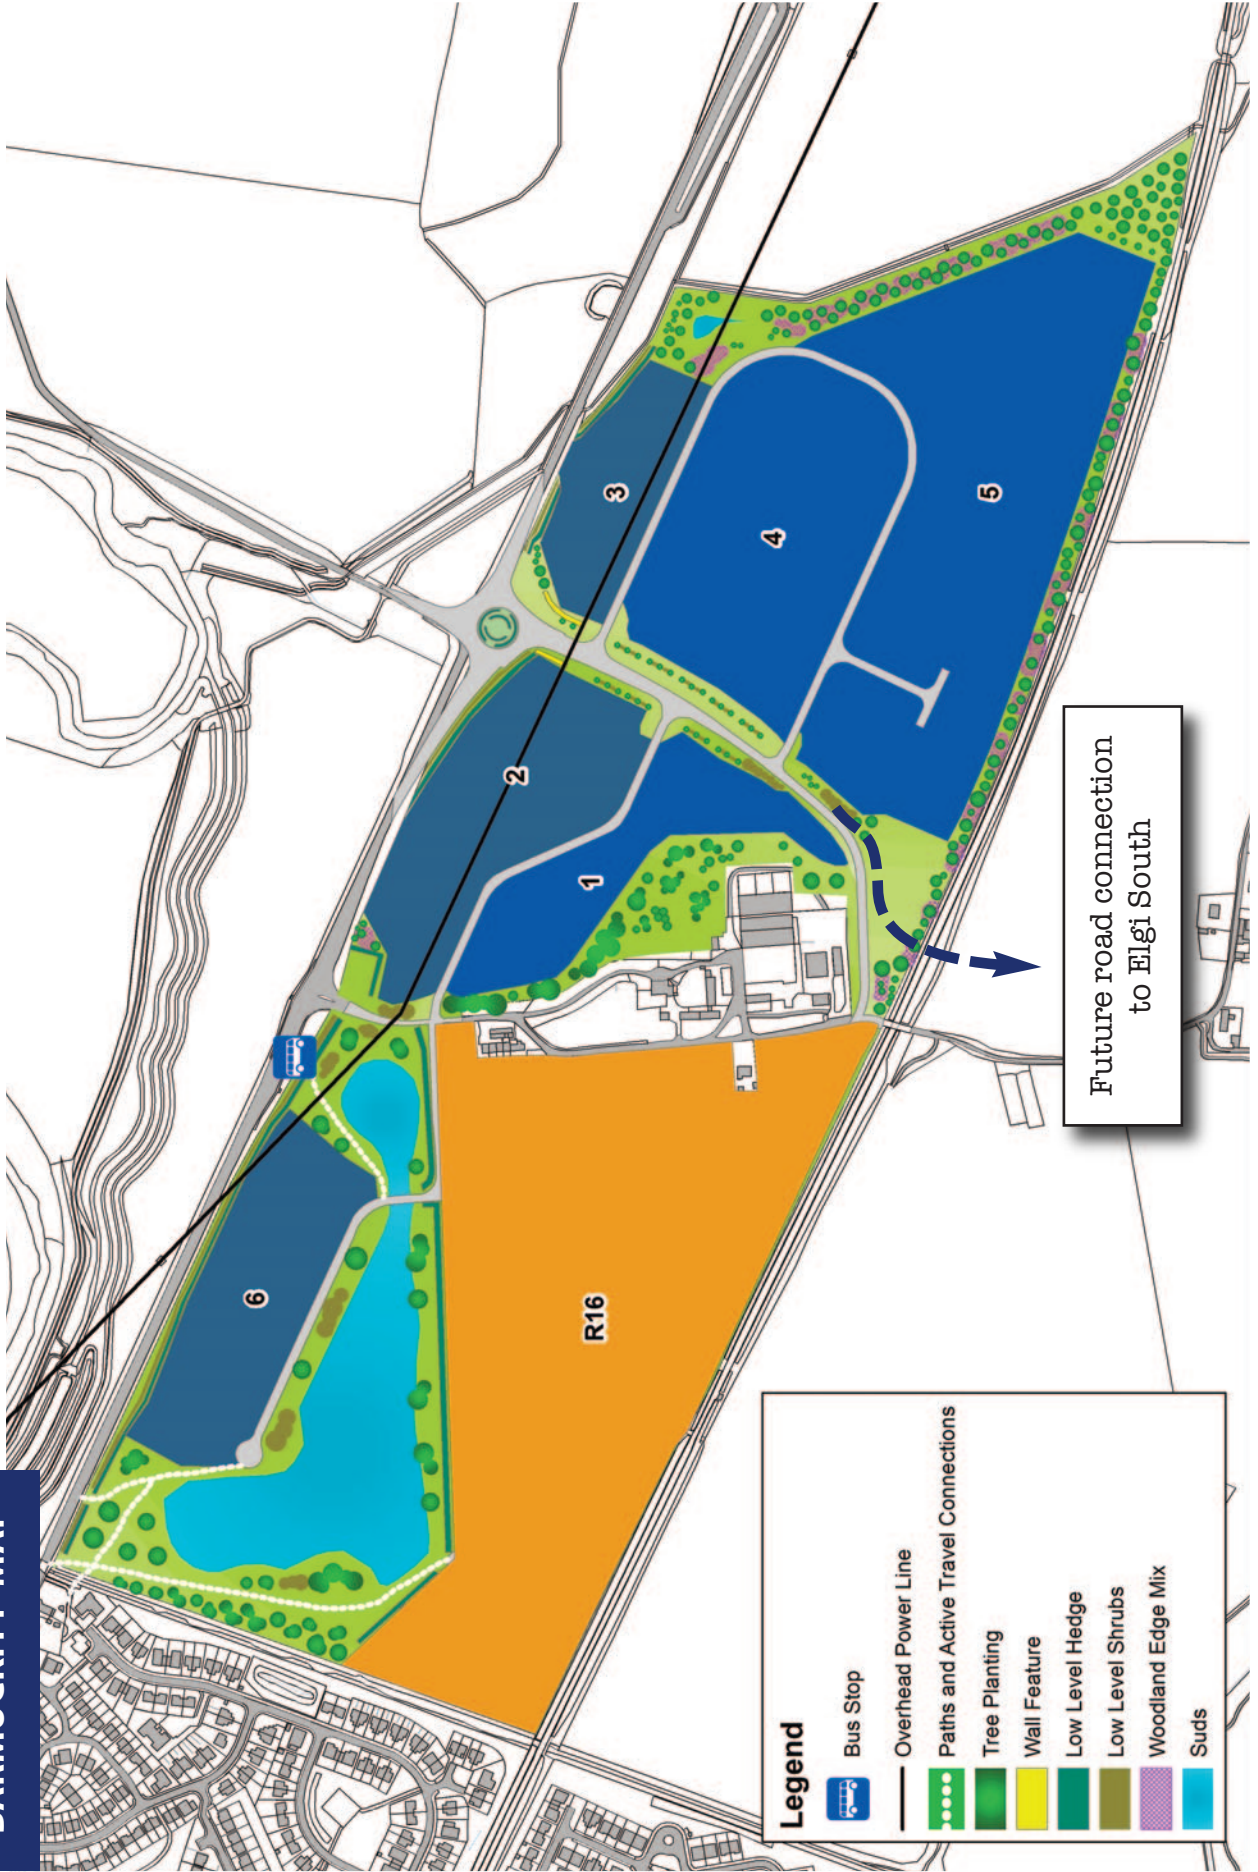 BARMUCKITY MAP
6
2
3
1
4
5
R16
Future road connection
to Elgi South
Legend
Bus Stop
Overhead Power Line
Paths and Active Travel Connections
Tree Planting
Wall Feature
Low Level Hedge
Low Level Shrubs
Woodland Edge Mix
Suds